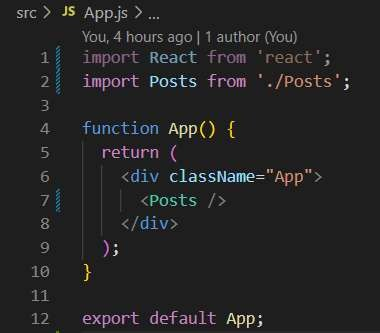 src > JS App.js > ...
You, 4 hours ago | 1 author (You)
1 import React from 'react';
2 import Posts from './Posts';
3
4 function App() {
5   return (
6     <div className="App">
7       <Posts />
8     </div>
9   );
10 }
11
12 export default App;